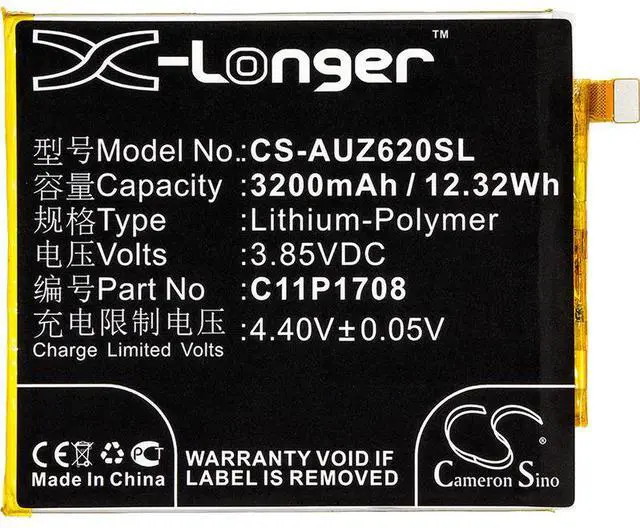 X-Longer™
型号Model No.: CS-AUZ620SL
容量Capacity : 3200mAh / 12.32Wh
规格Type : Lithium-Polymer
电压Volts : 3.85VDC
编号Part No : C11P1708
充电限制电压 : 4.40V±0.05V
Charge Limited Volts
CE PCT
Made In China
WARRANTY VOID IF
LABEL IS REMOVED
CS
Cameron Sino